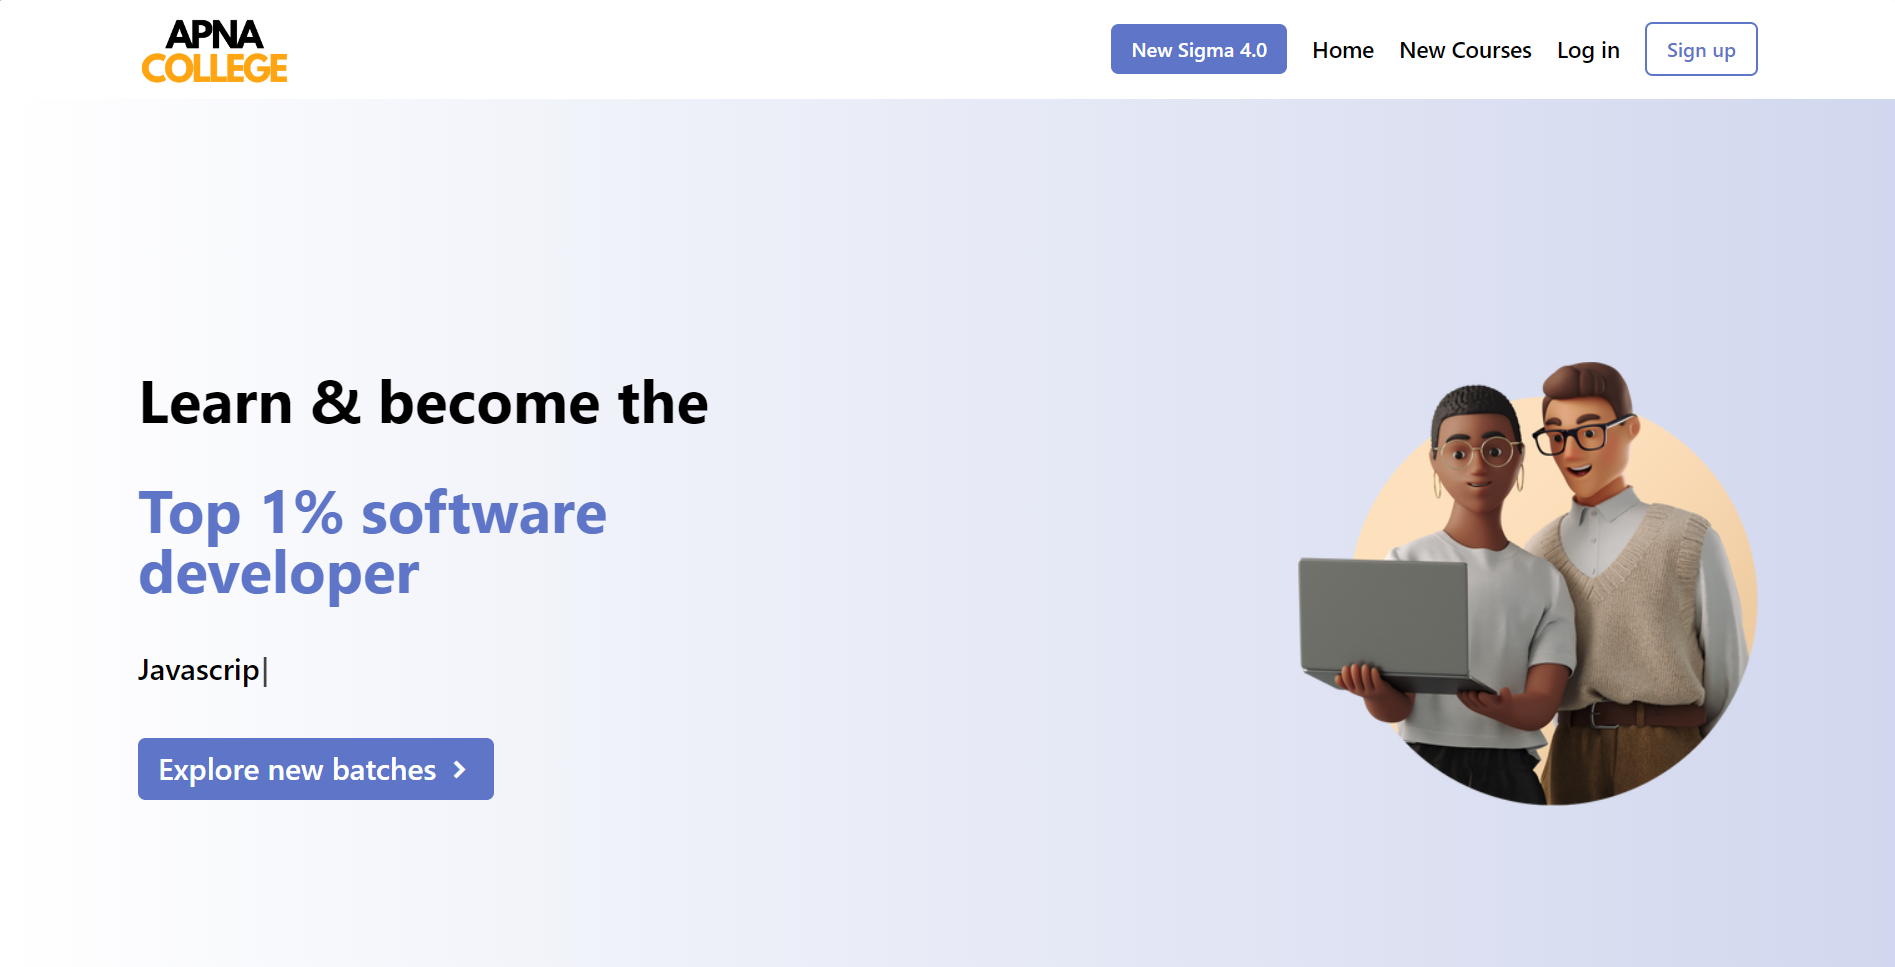 APNA
COLLEGE
New Sigma 4.0
Home
New Courses
Log in
Sign up
Learn & become the
Top 1% software
developer
Javascrip|
Explore new batches